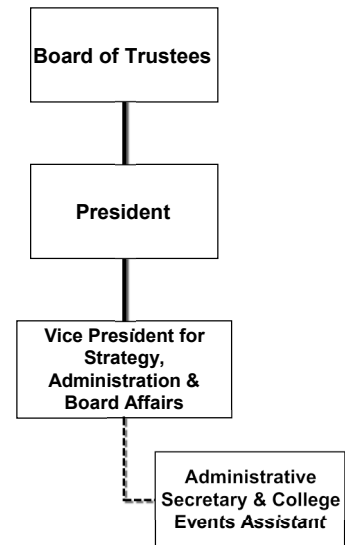 Board of Trustees
President
Vice President for
Strategy,
Administration &
Board Affairs
Administrative
Secretary & College
Events Assistant